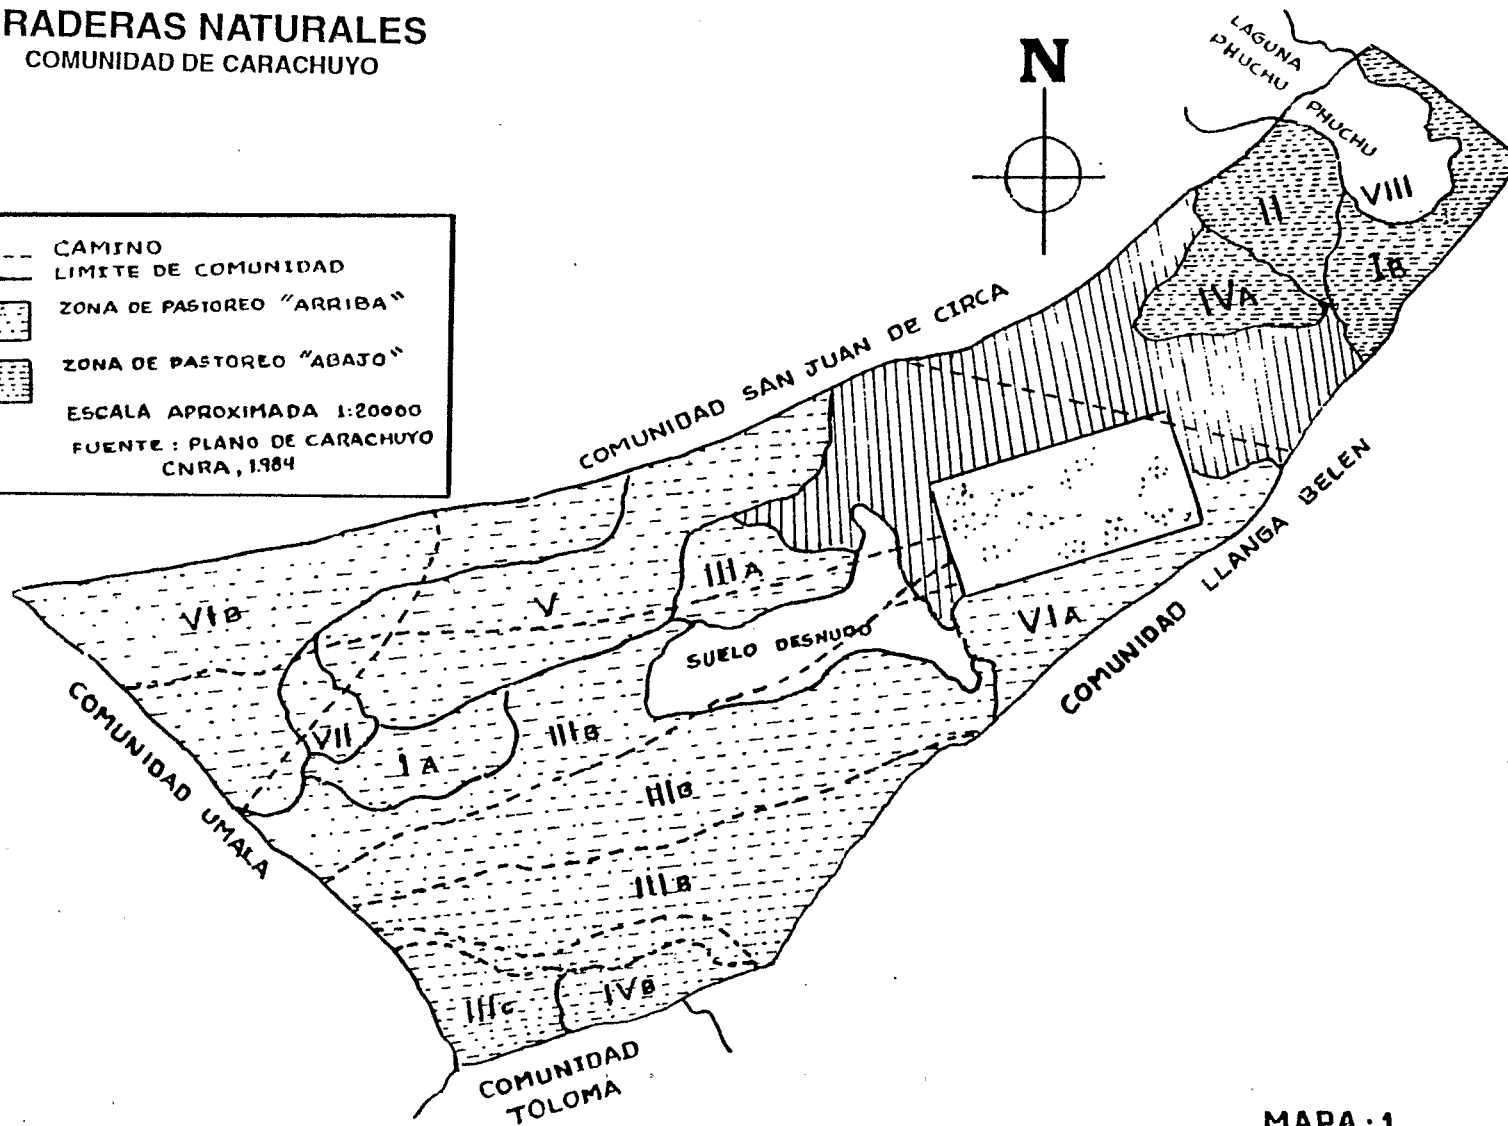 RADERAS NATURALES
COMUNIDAD DE CARACHUYO
N
LAGUNA
PHUCHU
PHUCHU
VIII
II
IB
IVA
CAMINO
LIMITE DE COMUNIDAD
ZONA DE PASTOREO "ARRIBA"
ZONA DE PASTOREO "ABAJO"
ESCALA APROXIMADA 1:20000
FUENTE : PLANO DE CARACHUYO
CNRA, 1984
COMUNIDAD SAN JUAN DE CIRCA
COMUNIDAD LLANGA BELEN
IIIA
V
VIB
VIA
SUELO DESNUDO
VII
IA
IIIB
IIIB
IIIB
COMUNIDAD UMALA
IIIC
IVB
COMUNIDAD
TOLOMA
MAPA : 1